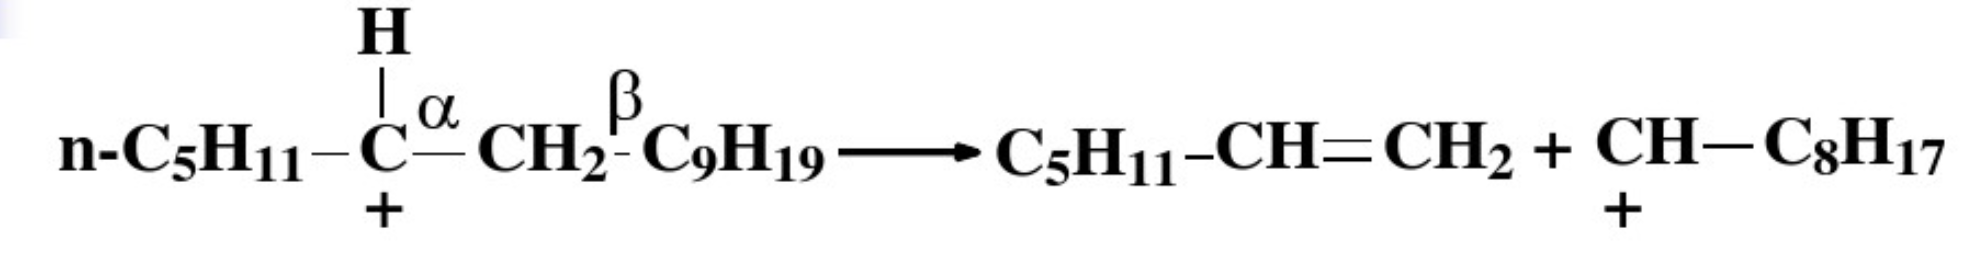 H
α β
n-C₅H₁₁–C–CH₂-C₉H₁₉ → C₅H₁₁–CH=CH₂ + CH–C₈H₁₇
+ +